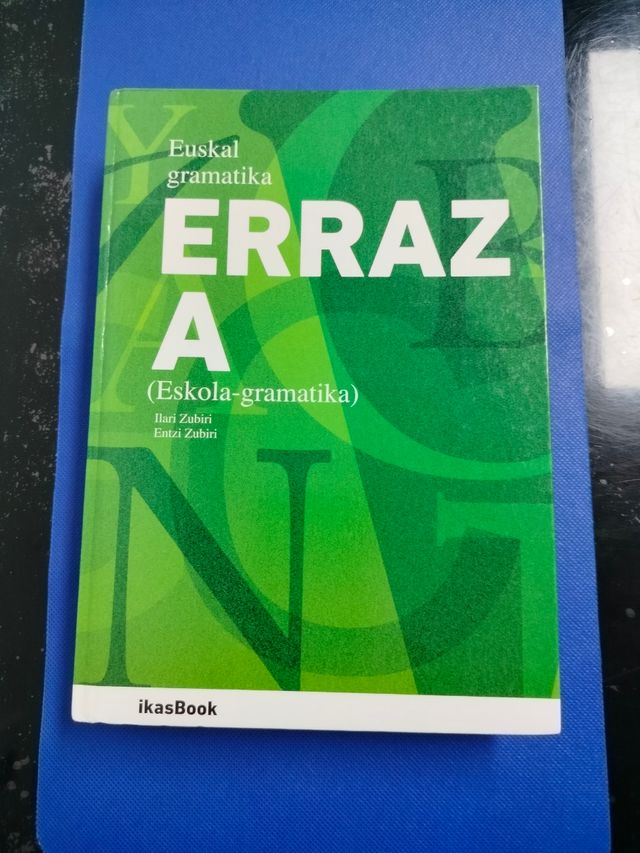 Euskal
gramatika
ERRAZ
A
(Eskola-gramatika)
Ilari Zubiri
Entzi Zubiri
ikasBook